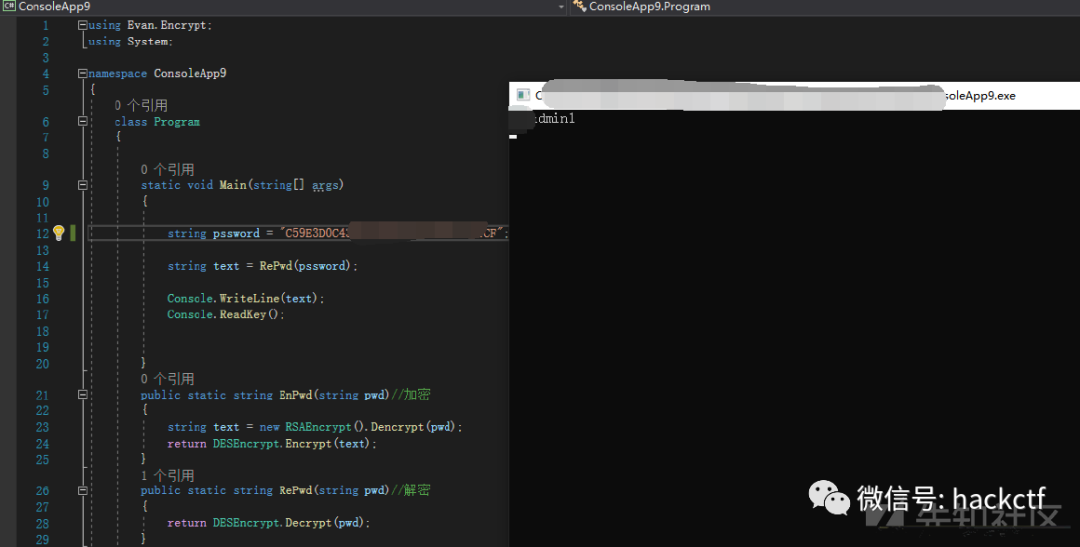 ConsoleApp9
ConsoleApp9.Program
1 using Evan.Encrypt;
2 using System;
3
4 namespace ConsoleApp9
5 {
0 个引用
6 class Program
7 {
8
0 个引用
9 static void Main(string[] args)
10 {
11
12 string pssword = "C59E3D0C43 CF";
13
14 string text = RePwd(pssword);
15
16 Console.WriteLine(text);
17 Console.ReadKey();
18
19
20 }
0 个引用
21 public static string EnPwd(string pwd)//加密
22 {
23 string text = new RSAEncrypt().Dencrypt(pwd);
24 return DESEncrypt.Encrypt(text);
25 }
1 个引用
26 public static string RePwd(string pwd)//解密
27 {
28 return DESEncrypt.Decrypt(pwd);
29 }
C
soleApp9.exe
dmin1
微信号: hackctf
先知社区